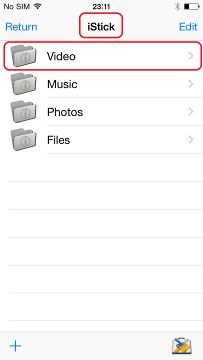 No SIM 23:11
Return iStick Edit
Video
Music
Photos
Files